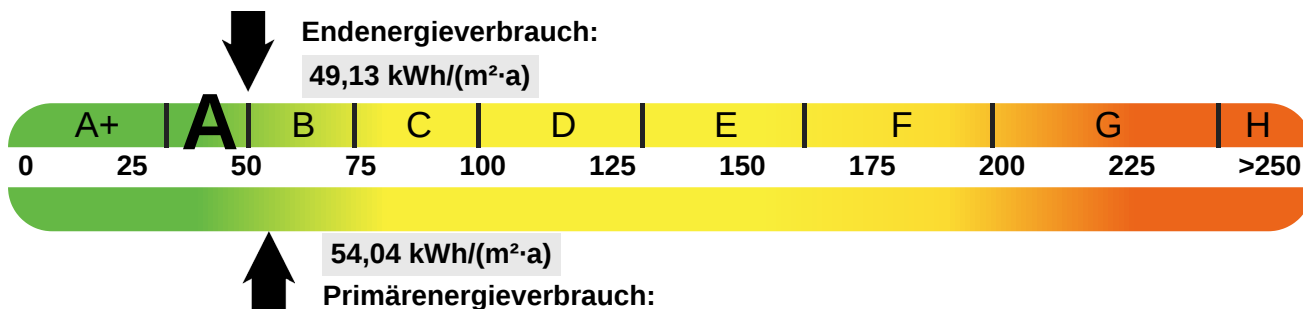 Endenergieverbrauch:
49,13 kWh/(m²·a)
A+ A B C D E F G H
0 25 50 75 100 125 150 175 200 225 >250
54,04 kWh/(m²·a)
Primärenergieverbrauch: